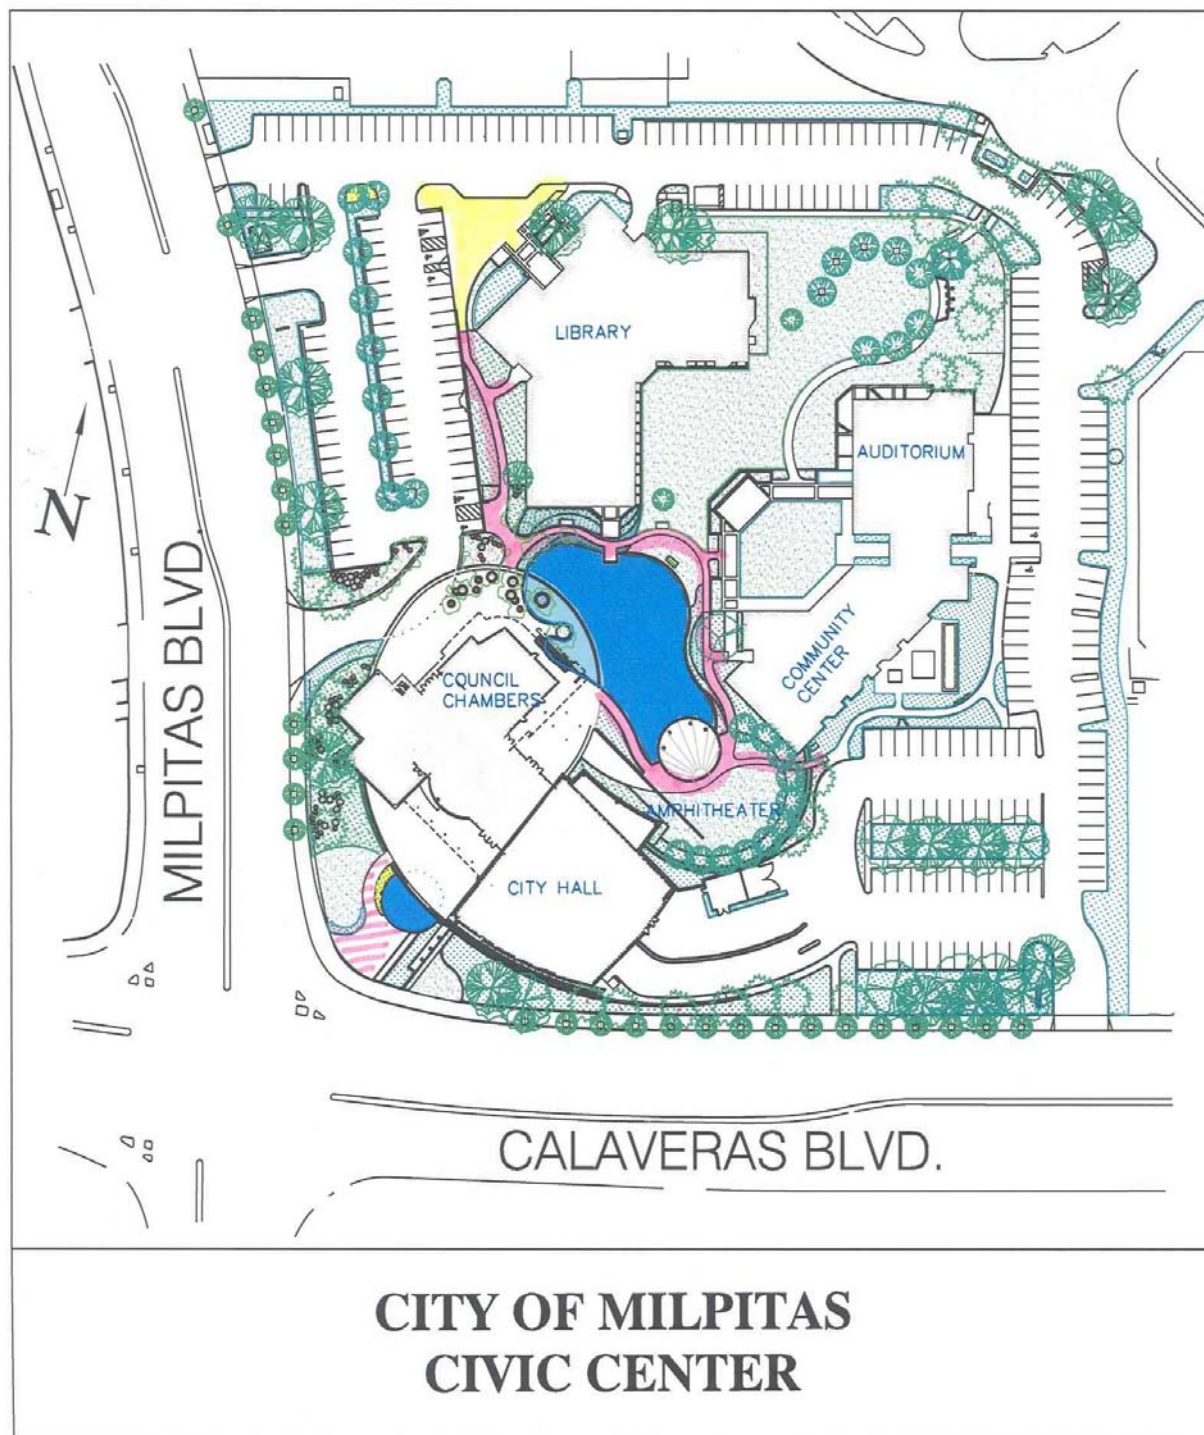 LIBRARY
AUDITORIUM
N
MILPITAS BLVD.
COMMUNITY
CENTER
COUNCIL
CHAMBERS
AMPHITHEATER
CITY HALL
CALAVERAS BLVD.
CITY OF MILPITAS
CIVIC CENTER